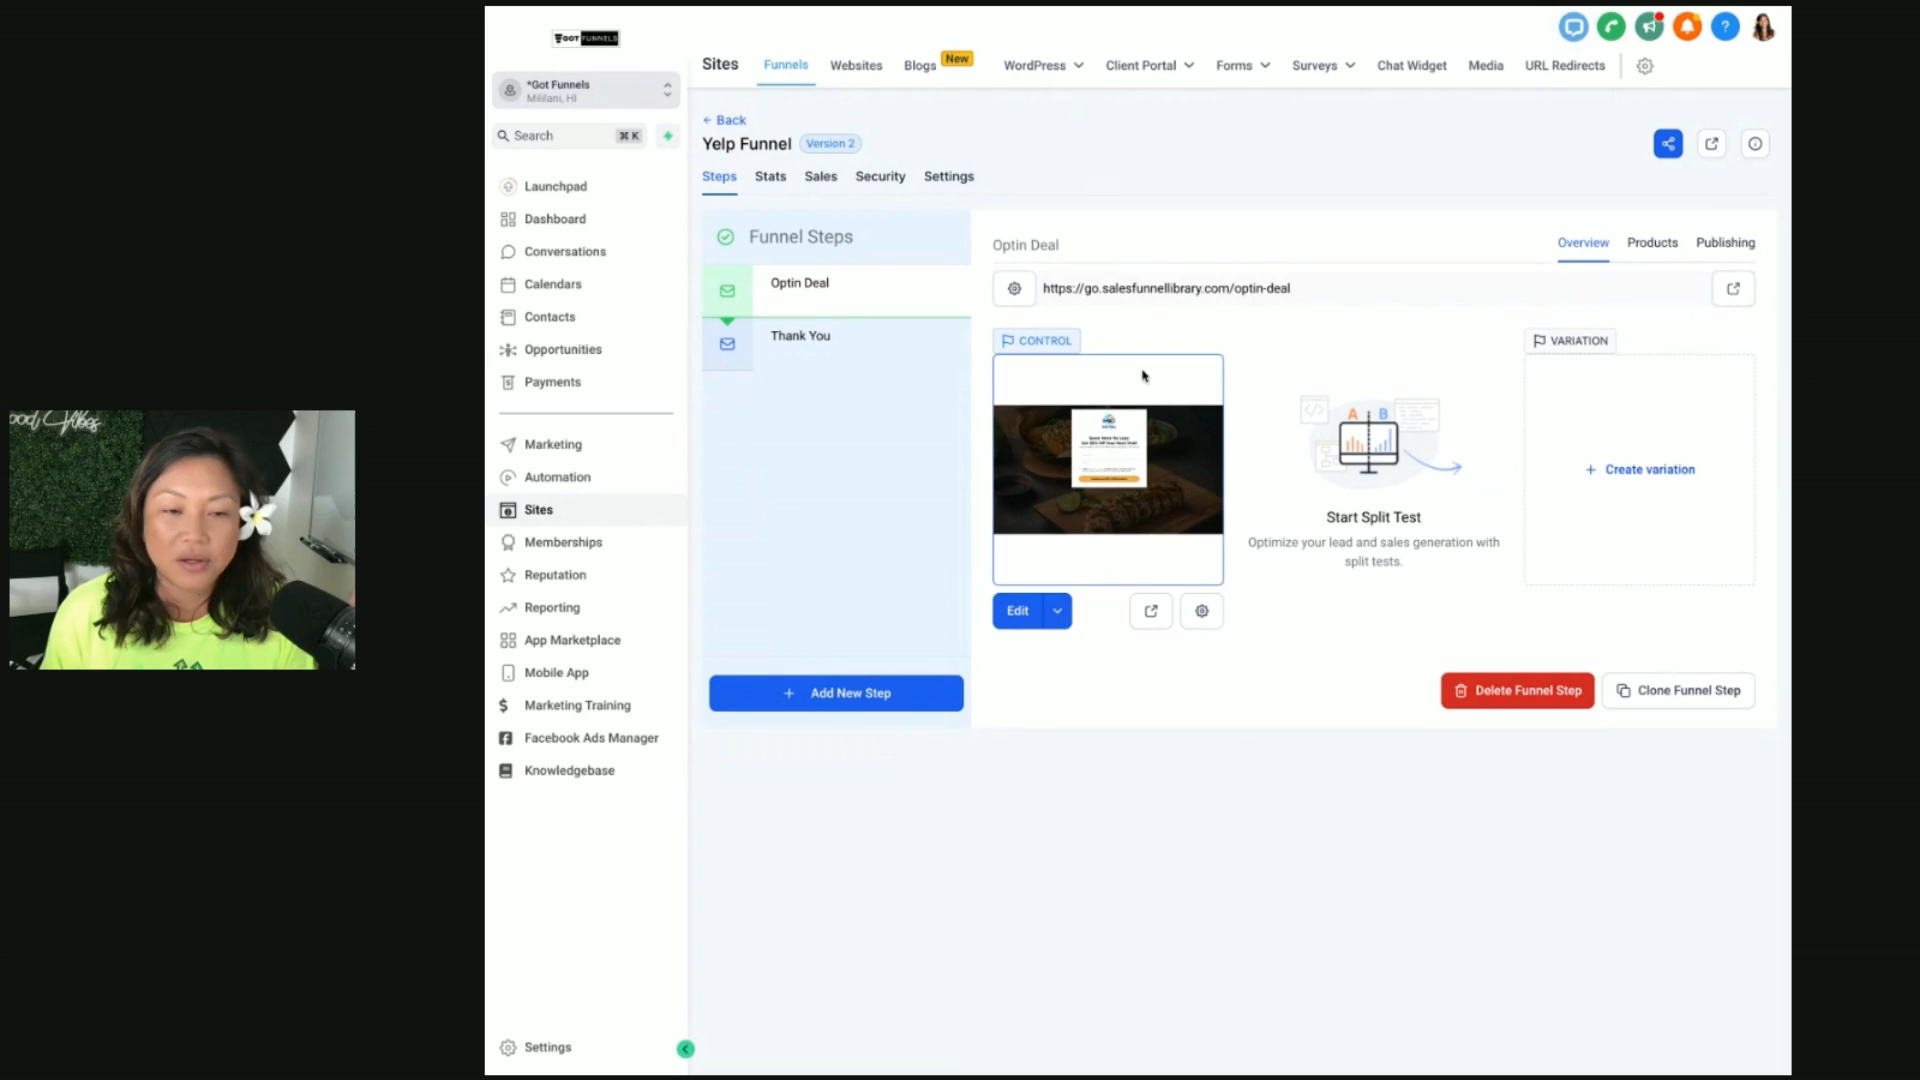 GOT FUNNELS
*Got Funnels
Mililani, HI
Search
⌘ K
Launchpad
Dashboard
Conversations
Calendars
Contacts
Opportunities
Payments
Marketing
Automation
Sites
Memberships
Reputation
Reporting
App Marketplace
Mobile App
Marketing Training
Facebook Ads Manager
Knowledgebase
Settings
Sites
Funnels
Websites
Blogs
New
WordPress
Client Portal
Forms
Surveys
Chat Widget
Media
URL Redirects
← Back
Yelp Funnel
Version 2
Steps
Stats
Sales
Security
Settings
Funnel Steps
Optin Deal
Thank You
+ Add New Step
Optin Deal
Overview
Products
Publishing
https://go.salesfunnellibrary.com/optin-deal
CONTROL
VARIATION
A B
Start Split Test
Optimize your lead and sales generation with
split tests.
+ Create variation
Edit
Delete Funnel Step
Clone Funnel Step